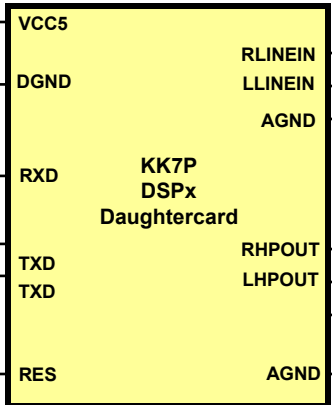 VCC5
RLINEIN
DGND
LLINEIN
AGND
RXD
KK7P
DSPx
Daughtercard
RHPOUT
TXD
LHPOUT
TXD
RES
AGND